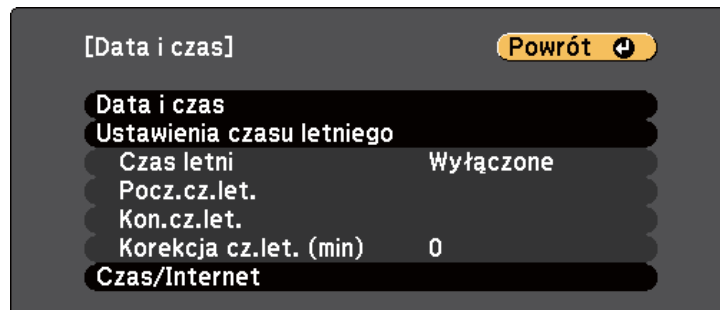 [Data i czas] Powrót
Data i czas
Ustawienia czasu letniego
Czas letni Wyłączone
Pocz.cz.let.
Kon.cz.let.
Korekcja cz.let. (min) 0
Czas/Internet